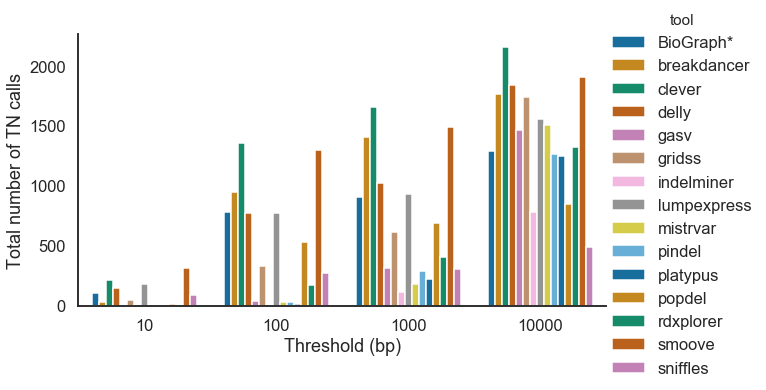 tool
BioGraph*
breakdancer
clever
delly
gasv
gridss
indelminer
lumpexpress
mistrvar
pindel
platypus
popdel
rdxplorer
smoove
sniffles
Total number of TN calls
2000
1500
1000
500
0
10 100 1000 10000
Threshold (bp)